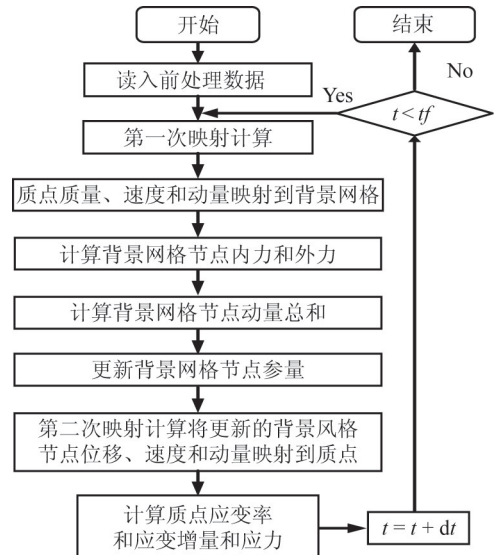 开始
结束
读入前处理数据
No
Yes
t < tf
第一次映射计算
质点质量、速度和动量映射到背景网格
计算背景网格节点内力和外力
计算背景网格节点动量总和
更新背景网格节点参量
第二次映射计算将更新的背景风格
节点位移、速度和动量映射到质点
计算质点应变率
和应变增量和应力
t = t + dt